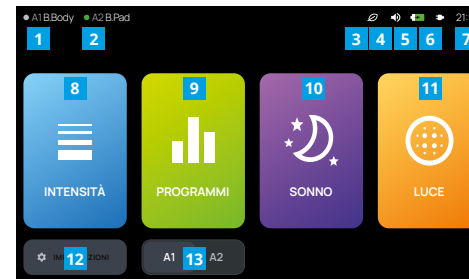 A1 B.Body A2 B.Pad 21:
1 2 3 4 5 6 7
8 9 10 11
INTENSITÀ PROGRAMMI SONNO LUCE
12 A1 13 A2